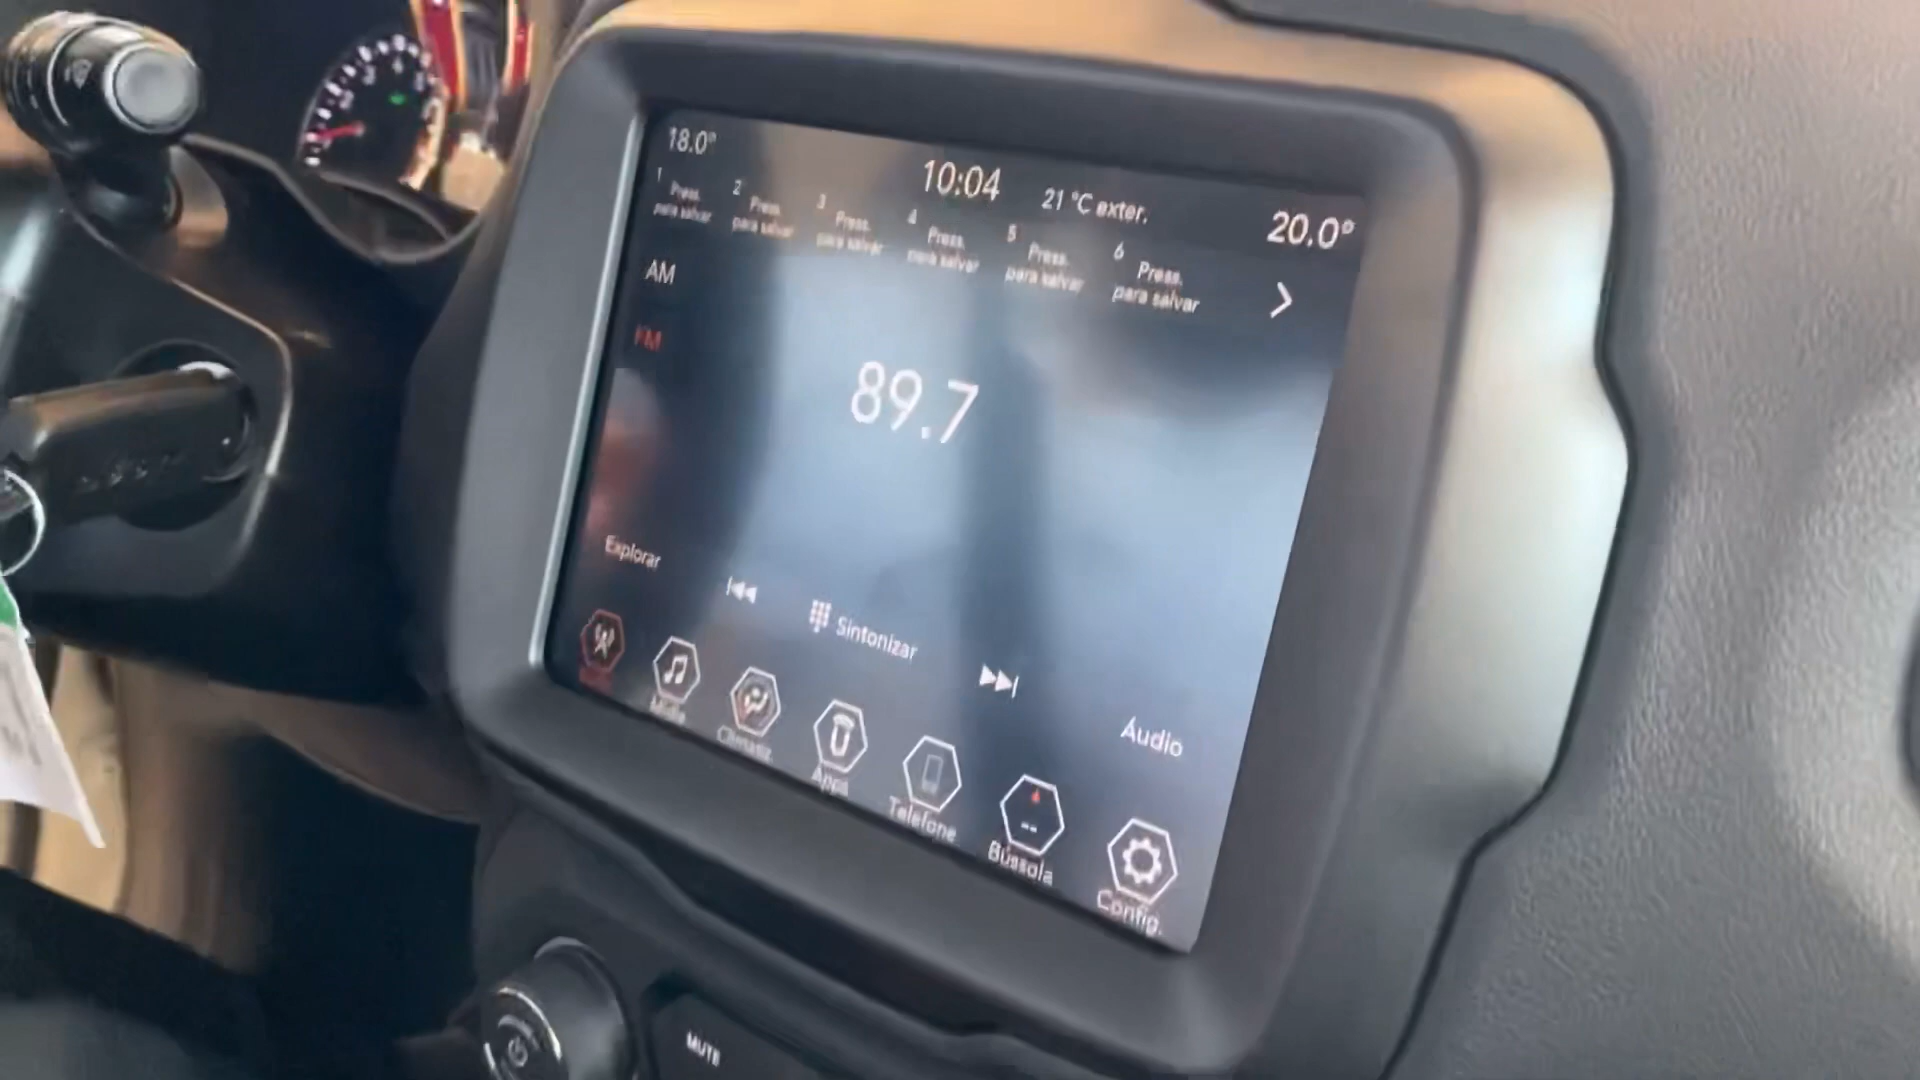 18.0°
10:04
21 °C exter.
20.0°
1 Press. para salvar
2 Press. para salvar
3 Press. para salvar
4 Press. para salvar
5 Press. para salvar
6 Press. para salvar
AM
FM
89.7
Explorar
Sintonizar
Áudio
Mídia
Climatiz.
Apps
Telefone
Bússola
--
Config.
MUTE